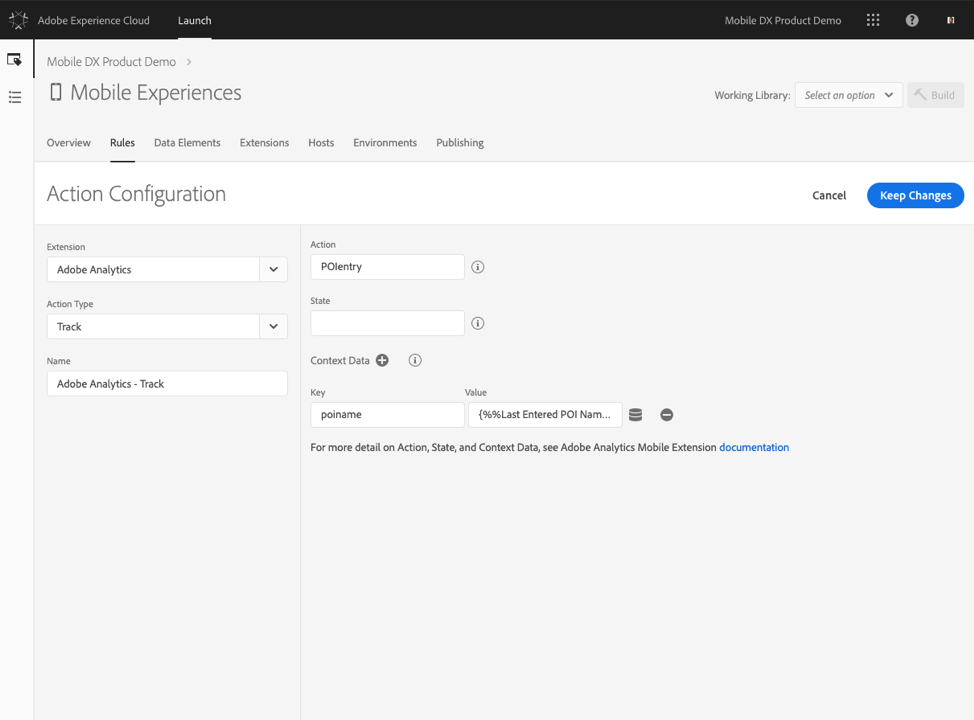 Adobe Experience Cloud Launch Mobile DX Product Demo
Mobile DX Product Demo
Mobile Experiences
Working Library: Select an option Build
Overview Rules Data Elements Extensions Hosts Environments Publishing
Action Configuration
Cancel Keep Changes
Extension
Adobe Analytics
Action Type
Track
Name
Adobe Analytics - Track
Action
POIentry
State
Context Data
Key Value
poiname {%%Last Entered POI Nam...
For more detail on Action, State, and Context Data, see Adobe Analytics Mobile Extension documentation